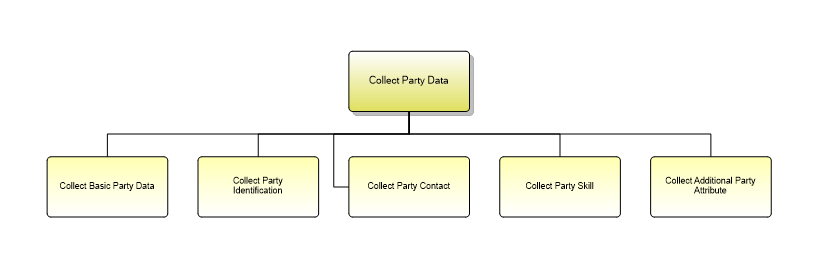 Collect Party Data
Collect Basic Party Data
Collect Party
Identification
Collect Party Contact
Collect Party Skill
Collect Additional Party
Attribute